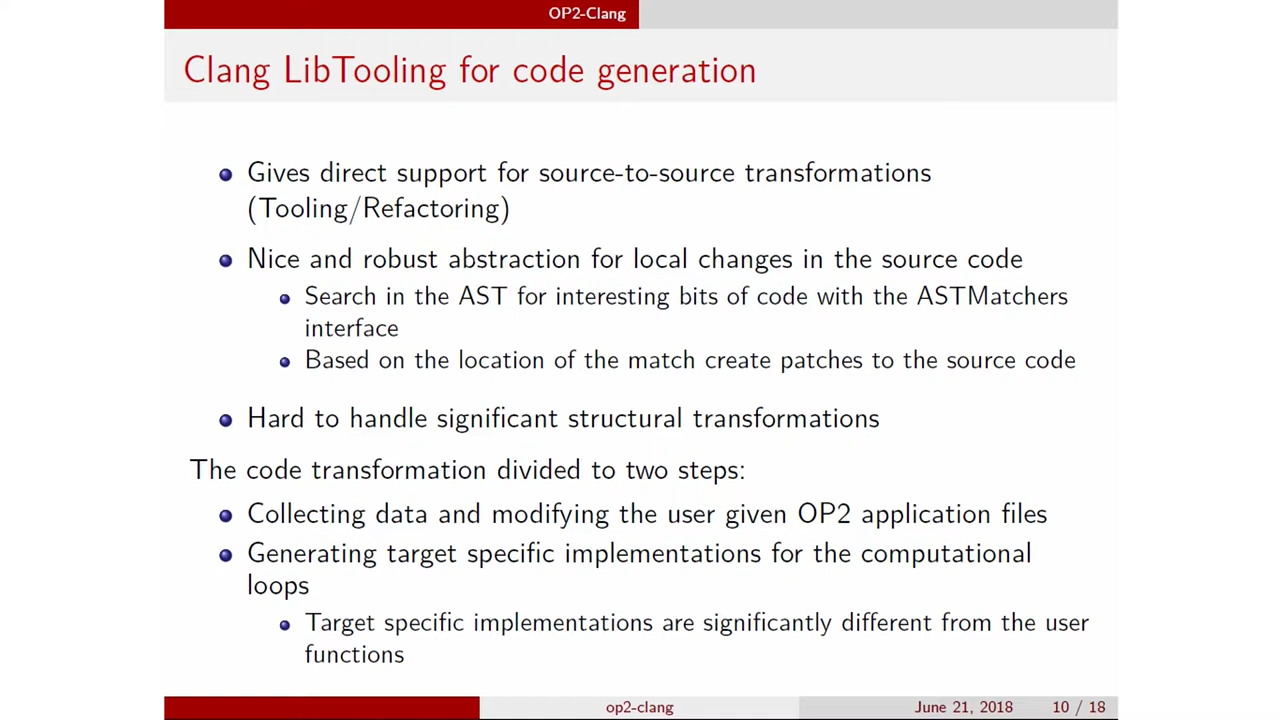 OP2-Clang
Clang LibTooling for code generation
Gives direct support for source-to-source transformations
(Tooling/Refactoring)
Nice and robust abstraction for local changes in the source code
Search in the AST for interesting bits of code with the ASTMatchers
interface
Based on the location of the match create patches to the source code
Hard to handle significant structural transformations
The code transformation divided to two steps:
Collecting data and modifying the user given OP2 application files
Generating target specific implementations for the computational
loops
Target specific implementations are significantly different from the user
functions
op2-clang June 21, 2018 10 / 18